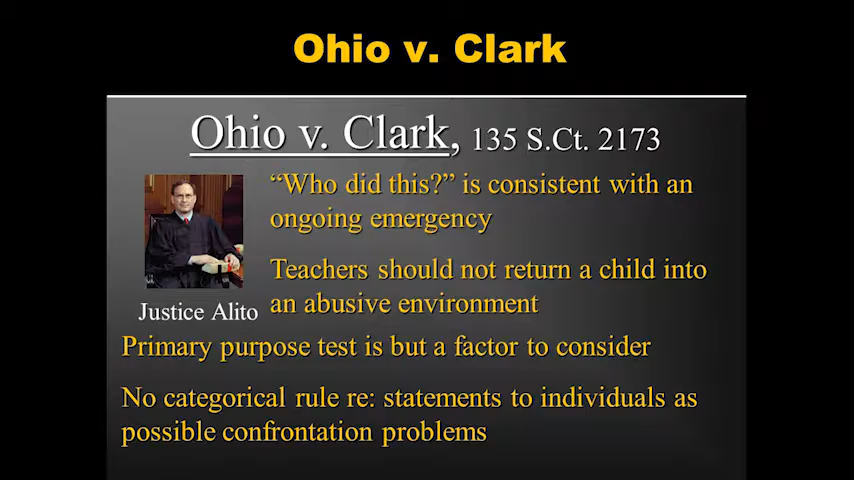 Ohio v. Clark
Ohio v. Clark, 135 S.Ct. 2173
“Who did this?” is consistent with an
ongoing emergency
Teachers should not return a child into
an abusive environment
Justice Alito
Primary purpose test is but a factor to consider
No categorical rule re: statements to individuals as
possible confrontation problems